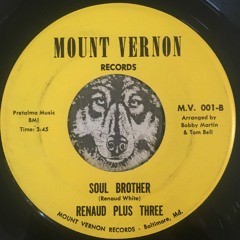 MOUNT VERNON
RECORDS
Pretalma Music
BMI
Time: 2:45
M.V. 001-B
Arranged by
Bobby Martin
& Tom Bell
SOUL BROTHER
(Renaud White)
RENAUD PLUS THREE
MOUNT VERNON RECORDS - Baltimore, Md.